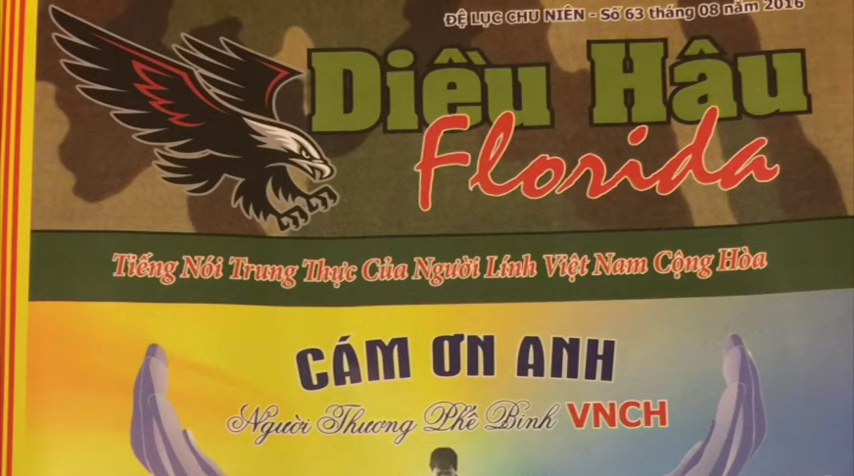 ĐỆ LỤC CHU NIÊN - Số 63 tháng 08 năm 2016
Diều Hâu
Florida
Tiếng Nói Trung Thực Của Người Lính Việt Nam Cộng Hòa
CÁM ƠN ANH
Người Thương Phế Binh VNCH